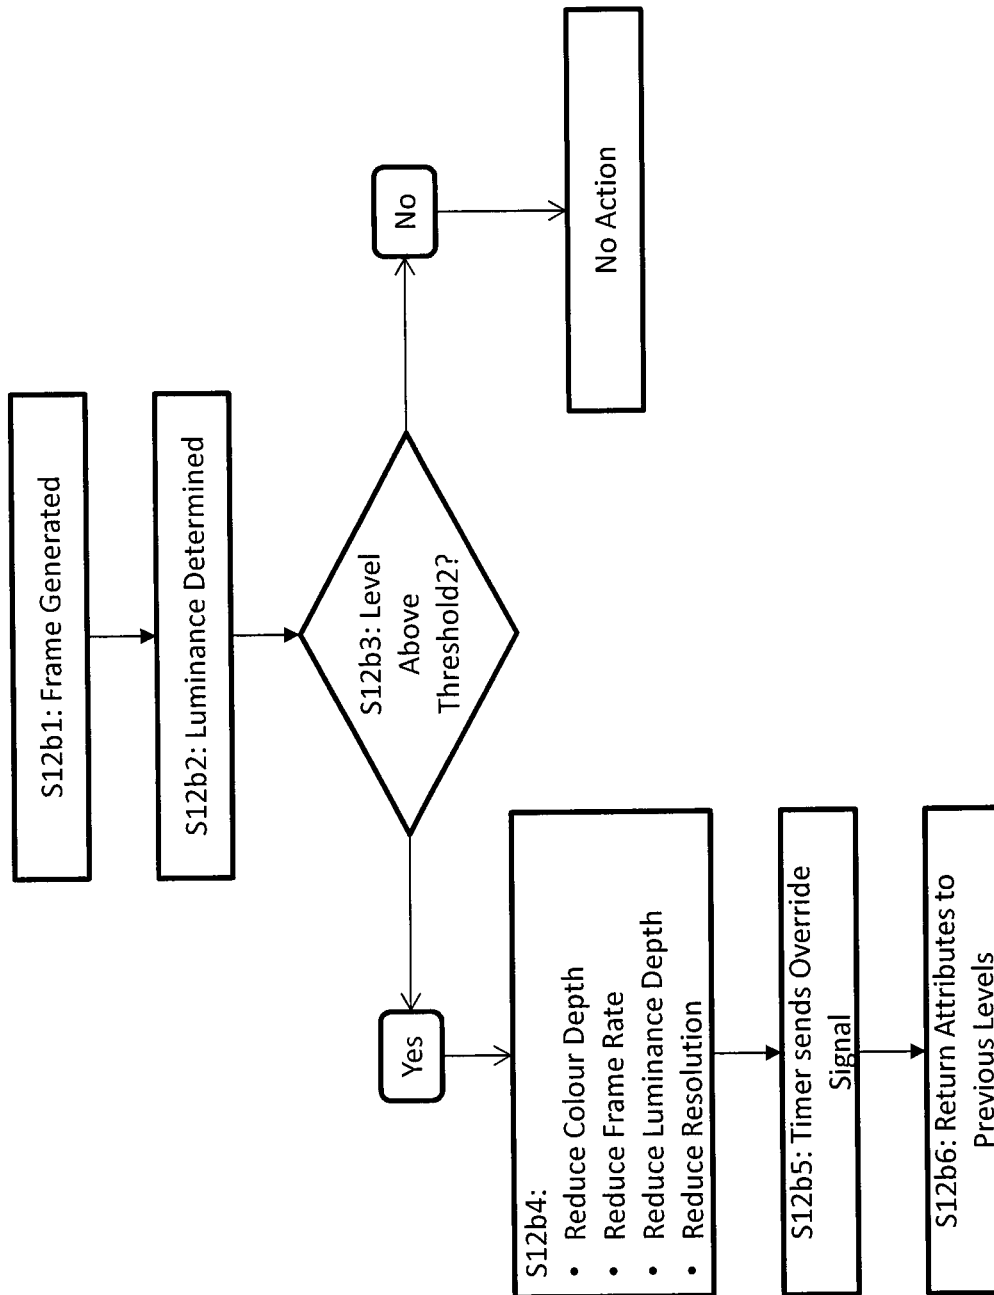 S12b1: Frame Generated
S12b2: Luminance Determined
S12b3: Level
Above
Threshold2?
Yes
No
S12b4:
• Reduce Colour Depth
• Reduce Frame Rate
• Reduce Luminance Depth
• Reduce Resolution
No Action
S12b5: Timer sends Override
Signal
S12b6: Return Attributes to
Previous Levels